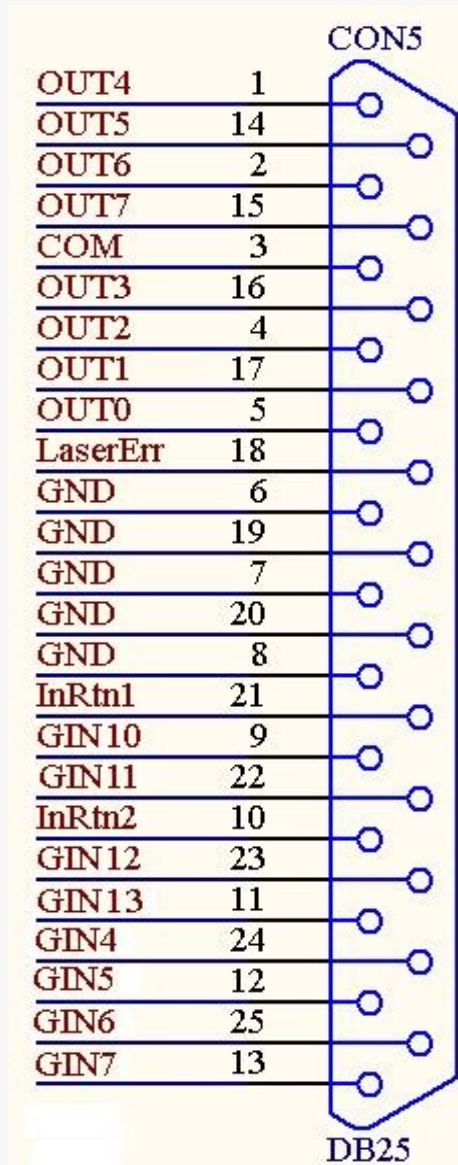 CON5
OUT4 1
OUT5 14
OUT6 2
OUT7 15
COM 3
OUT3 16
OUT2 4
OUT1 17
OUT0 5
LaserErr 18
GND 6
GND 19
GND 7
GND 20
GND 8
InRtn1 21
GIN10 9
GIN11 22
InRtn2 10
GIN12 23
GIN13 11
GIN4 24
GIN5 12
GIN6 25
GIN7 13
DB25